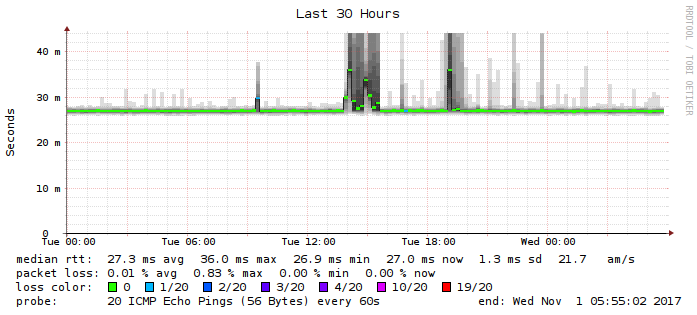 Last 30 Hours
RRDTOOL / TOBI OETIKER
Seconds
40 m
30 m
20 m
10 m
0
Tue 00:00 Tue 06:00 Tue 12:00 Tue 18:00 Wed 00:00
median rtt: 27.3 ms avg 36.0 ms max 26.9 ms min 27.0 ms now 1.3 ms sd 21.7 am/s
packet loss: 0.01 % avg 0.83 % max 0.00 % min 0.00 % now
loss color: 0 1/20 2/20 3/20 4/20 10/20 19/20
probe: 20 ICMP Echo Pings (56 Bytes) every 60s end: Wed Nov 1 05:55:02 2017